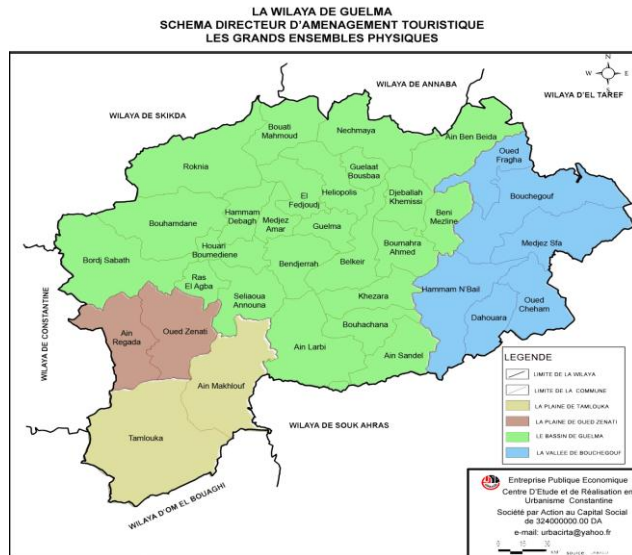 LA WILAYA DE GUELMA
SCHEMA DIRECTEUR D'AMENAGEMENT TOURISTIQUE
LES GRANDS ENSEMBLES PHYSIQUES
N
W
E
S
WILAYA DE ANNABA
WILAYA D'EL TAREF
WILAYA DE SKIDKA
Bouati
Mahmoud
Nechmaya
Ain Ben Beida
Oued
Fragha
Roknia
Guelaat
Bousbaa
El
Fedjoudj
Heliopolis
Djeballah
Khemissi
Bouchegouf
Beni
Mezline
Bouhamdane
Hammam
Debagh
Medjez
Amar
Guelma
Boumahra
Ahmed
Medjez Sfa
Houari
Boumediene
Bordj Sabath
Bendjerrah
Belkeir
Ras
El Agba
Hammam N'Bail
Oued
Cheham
Seliaoua
Announa
Khezara
Dahouara
WILAYA DE CONSTANTINE
Ain
Regada
Oued Zenati
Bouhachana
Ain Larbi
Ain Sandel
Ain Makhlouf
Tamlouka
WILAYA DE SOUK AHRAS
WILAYA D'OM EL BOUAGHI
LEGENDE
LIMITE DE LA WILAYA
LIMITE DE LA COMMUNE
LA PLAINE DE TAMLOUKA
LA PLAINE DE OUED ZENATI
LE BASSIN DE GUELMA
LA VALLEE DE BOUCHEGOUF
Entreprise Publique Economique
Centre D'Etude et de Réalisation en
Urbanisme Constantine
Société par Action au Capital Social
de 324000000.00 DA
e-mail: urbacirta@yahoo.fr